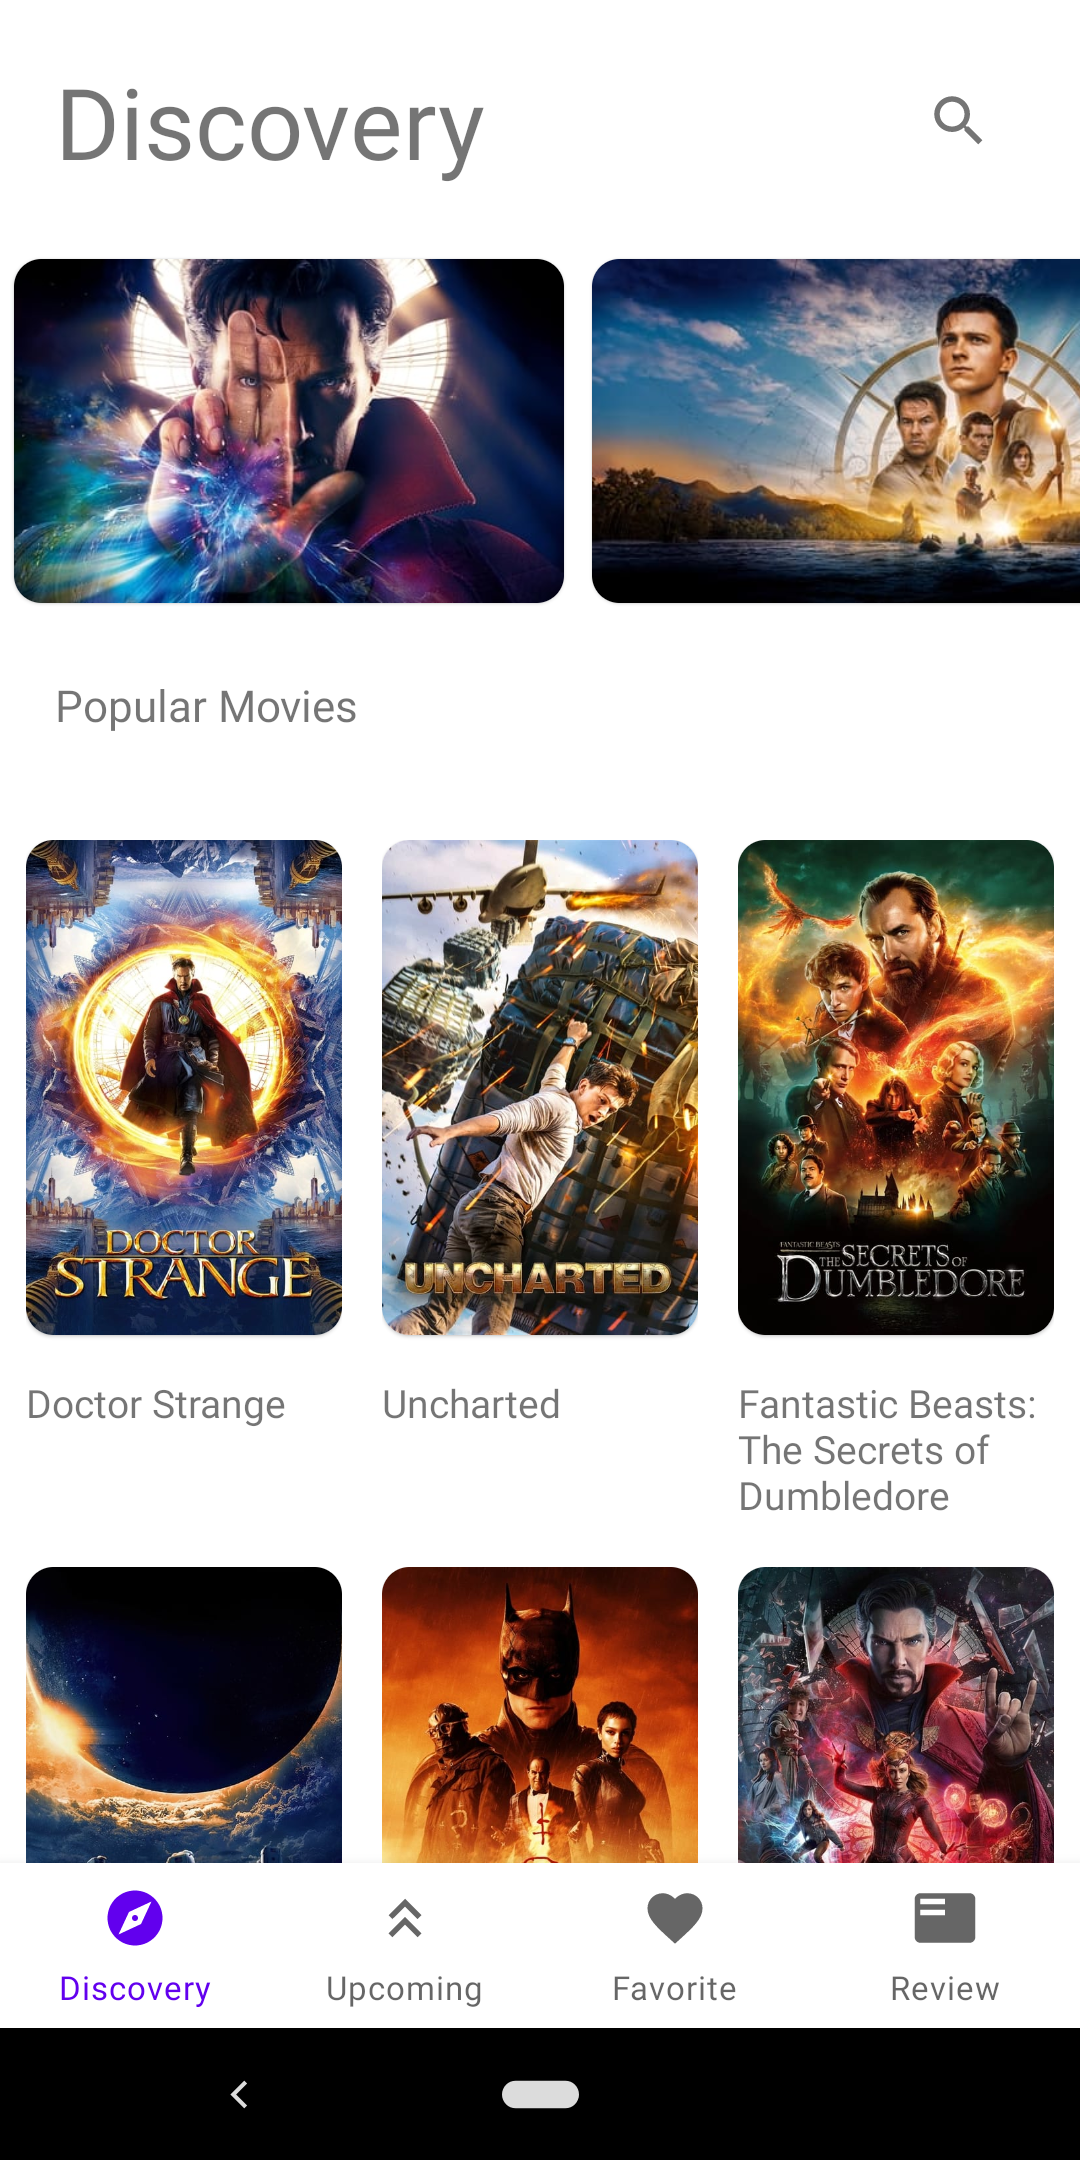 Discovery
Popular Movies
DOCTOR
STRANGE
UNCHARTED
FANTASTIC BEASTS
THE SECRETS OF
DUMBLEDORE
Doctor Strange
Uncharted
Fantastic Beasts:
The Secrets of
Dumbledore
Discovery
Upcoming
Favorite
Review